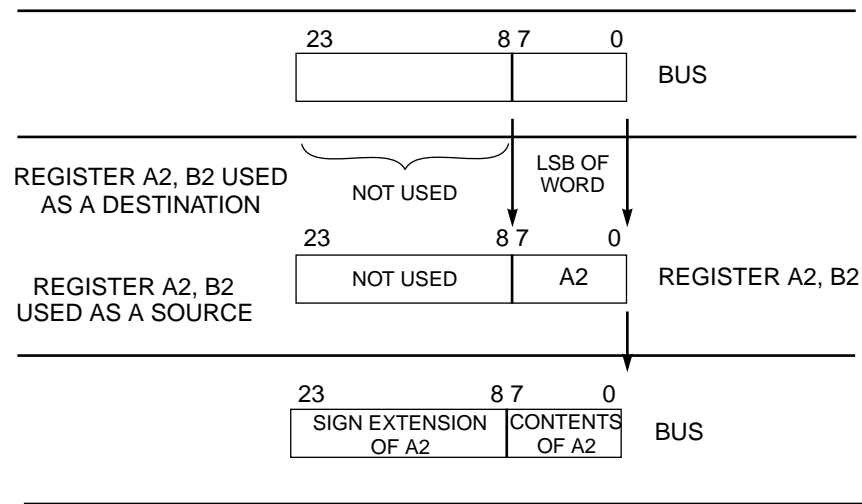 23 8 7 0
BUS
REGISTER A2, B2 USED
AS A DESTINATION
NOT USED
LSB OF
WORD
23 8 7 0
REGISTER A2, B2
USED AS A SOURCE
NOT USED
A2
REGISTER A2, B2
23 8 7 0
SIGN EXTENSION
OF A2
CONTENTS
OF A2
BUS